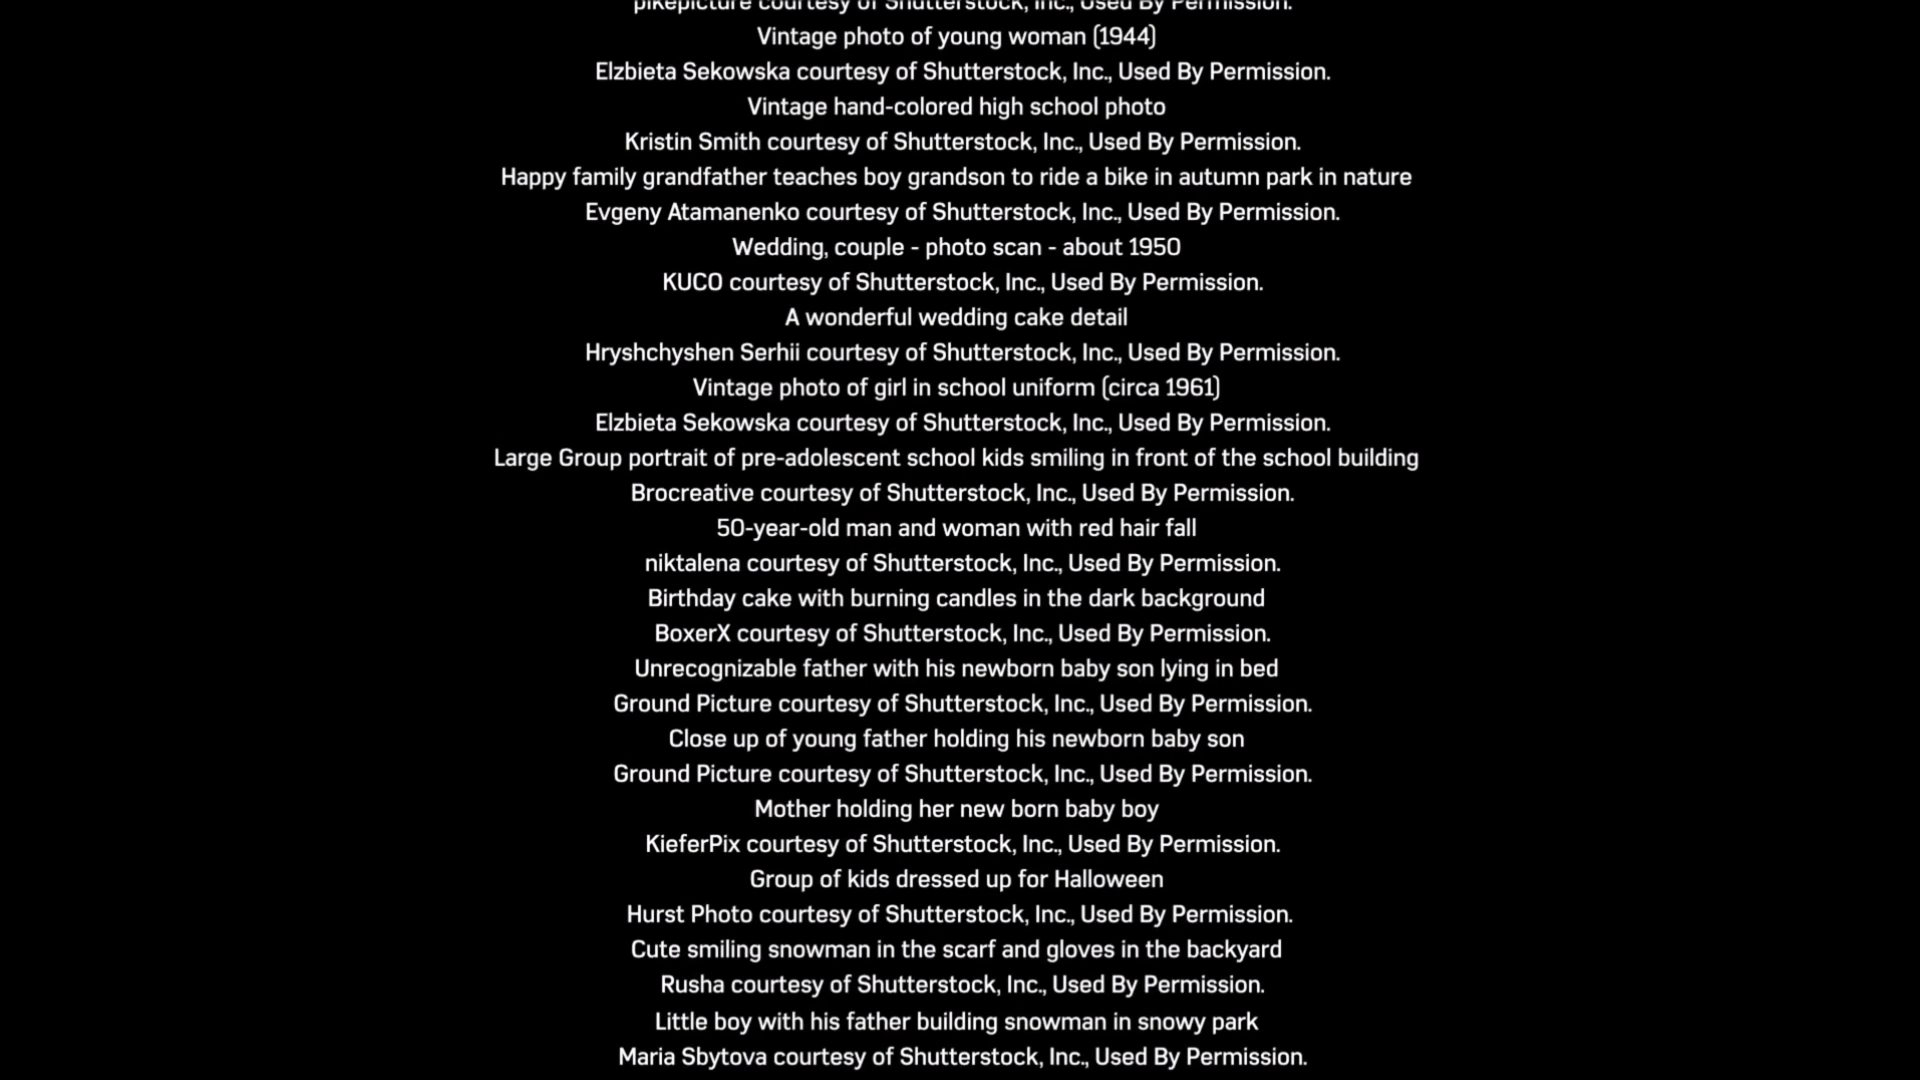 pikepicture courtesy of Shutterstock, Inc., Used By Permission.
Vintage photo of young woman (1944)
Elzbieta Sekowska courtesy of Shutterstock, Inc., Used By Permission.
Vintage hand-colored high school photo
Kristin Smith courtesy of Shutterstock, Inc., Used By Permission.
Happy family grandfather teaches boy grandson to ride a bike in autumn park in nature
Evgeny Atamanenko courtesy of Shutterstock, Inc., Used By Permission.
Wedding, couple - photo scan - about 1950
KUCO courtesy of Shutterstock, Inc., Used By Permission.
A wonderful wedding cake detail
Hryshchyshen Serhii courtesy of Shutterstock, Inc., Used By Permission.
Vintage photo of girl in school uniform (circa 1961)
Elzbieta Sekowska courtesy of Shutterstock, Inc., Used By Permission.
Large Group portrait of pre-adolescent school kids smiling in front of the school building
Brocreative courtesy of Shutterstock, Inc., Used By Permission.
50-year-old man and woman with red hair fall
niktalena courtesy of Shutterstock, Inc., Used By Permission.
Birthday cake with burning candles in the dark background
BoxerX courtesy of Shutterstock, Inc., Used By Permission.
Unrecognizable father with his newborn baby son lying in bed
Ground Picture courtesy of Shutterstock, Inc., Used By Permission.
Close up of young father holding his newborn baby son
Ground Picture courtesy of Shutterstock, Inc., Used By Permission.
Mother holding her new born baby boy
KieferPix courtesy of Shutterstock, Inc., Used By Permission.
Group of kids dressed up for Halloween
Hurst Photo courtesy of Shutterstock, Inc., Used By Permission.
Cute smiling snowman in the scarf and gloves in the backyard
Rusha courtesy of Shutterstock, Inc., Used By Permission.
Little boy with his father building snowman in snowy park
Maria Sbytova courtesy of Shutterstock, Inc., Used By Permission.